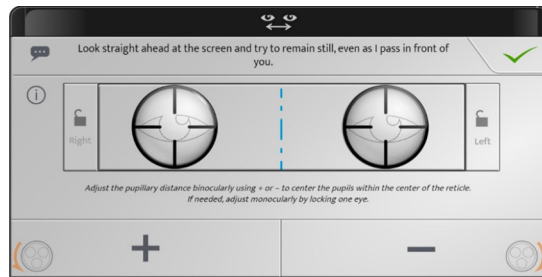 Look straight ahead at the screen and try to remain still, even as I pass in front of
you.
Right
Left
Adjust the pupillary distance binocularly using + or – to center the pupils within the center of the reticle.
If needed, adjust monocularly by locking one eye.
+
–